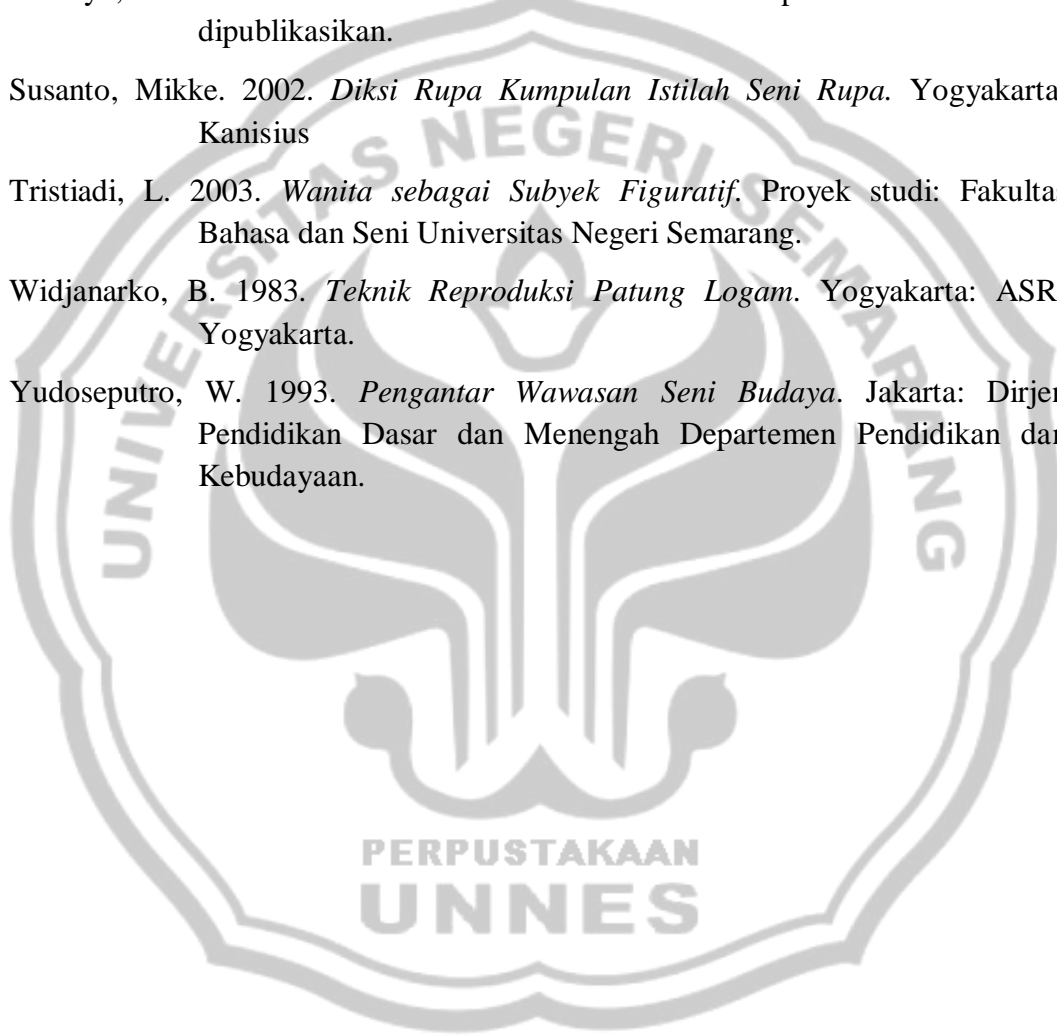 dipublikasikan.
Susanto, Mikke. 2002. Diksi Rupa Kumpulan Istilah Seni Rupa. Yogyakarta
Kanisius
Tristiadi, L. 2003. Wanita sebagai Subyek Figuratif. Proyek studi: Fakultas
Bahasa dan Seni Universitas Negeri Semarang.
Widjanarko, B. 1983. Teknik Reproduksi Patung Logam. Yogyakarta: ASR
Yogyakarta.
Yudoseputro, W. 1993. Pengantar Wawasan Seni Budaya. Jakarta: Dirjen
Pendidikan Dasar dan Menengah Departemen Pendidikan dan
Kebudayaan.
UNIVERSITAS NEGERI SEMARANG
PERPUSTAKAAN
UNNES